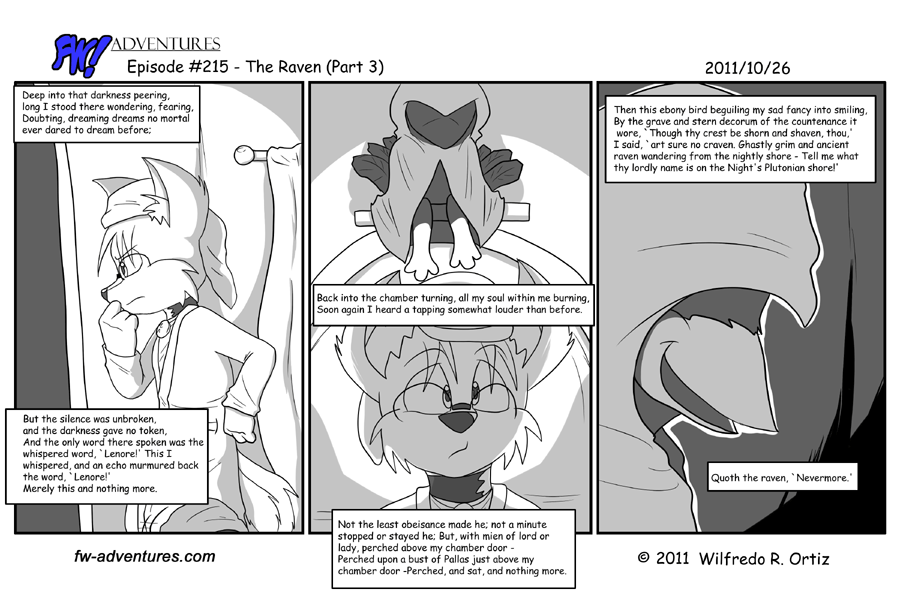 FW! ADVENTURES
Episode #215 - The Raven (Part 3)
2011/10/26
Deep into that darkness peering,
long I stood there wondering, fearing,
Doubting, dreaming dreams no mortal
ever dared to dream before;
But the silence was unbroken,
and the darkness gave no token,
And the only word there spoken was the
whispered word, `Lenore!' This I
whispered, and an echo murmured back
the word, `Lenore!'
Merely this and nothing more.
Back into the chamber turning, all my soul within me burning,
Soon again I heard a tapping somewhat louder than before.
Not the least obeisance made he; not a minute
stopped or stayed he; But, with mien of lord or
lady, perched above my chamber door -
Perched upon a bust of Pallas just above my
chamber door -Perched, and sat, and nothing more.
Then this ebony bird beguiling my sad fancy into smiling,
By the grave and stern decorum of the countenance it
wore, `Though thy crest be shorn and shaven, thou,'
I said, `art sure no craven. Ghastly grim and ancient
raven wandering from the nightly shore - Tell me what
thy lordly name is on the Night's Plutonian shore!'
Quoth the raven, `Nevermore.'
fw-adventures.com
© 2011 Wilfredo R. Ortiz